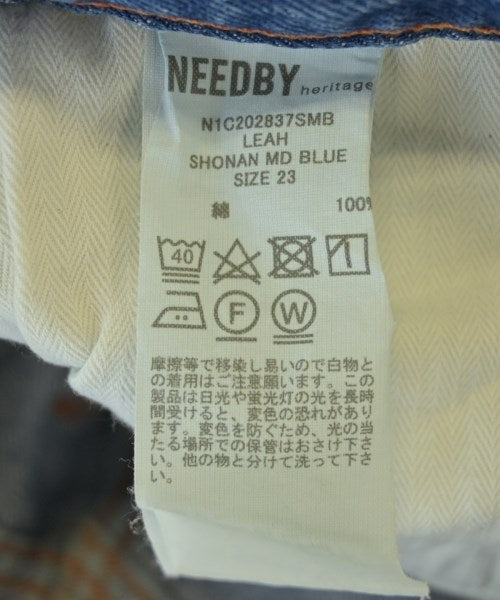 NEEDBY heritage
N1C202837SMB
LEAH
SHONAN MD BLUE
SIZE 23
綿 100%
40
F W
摩擦等で移染し易いので白物と
の着用はご注意願います。この
製品は日光や蛍光灯の光を長時
間受けると、変色の恐れがあり
ます。変色を防ぐため、光の当
たる場所での保管はおさけ下さ
い。他の物と分けて洗って下さ
い。